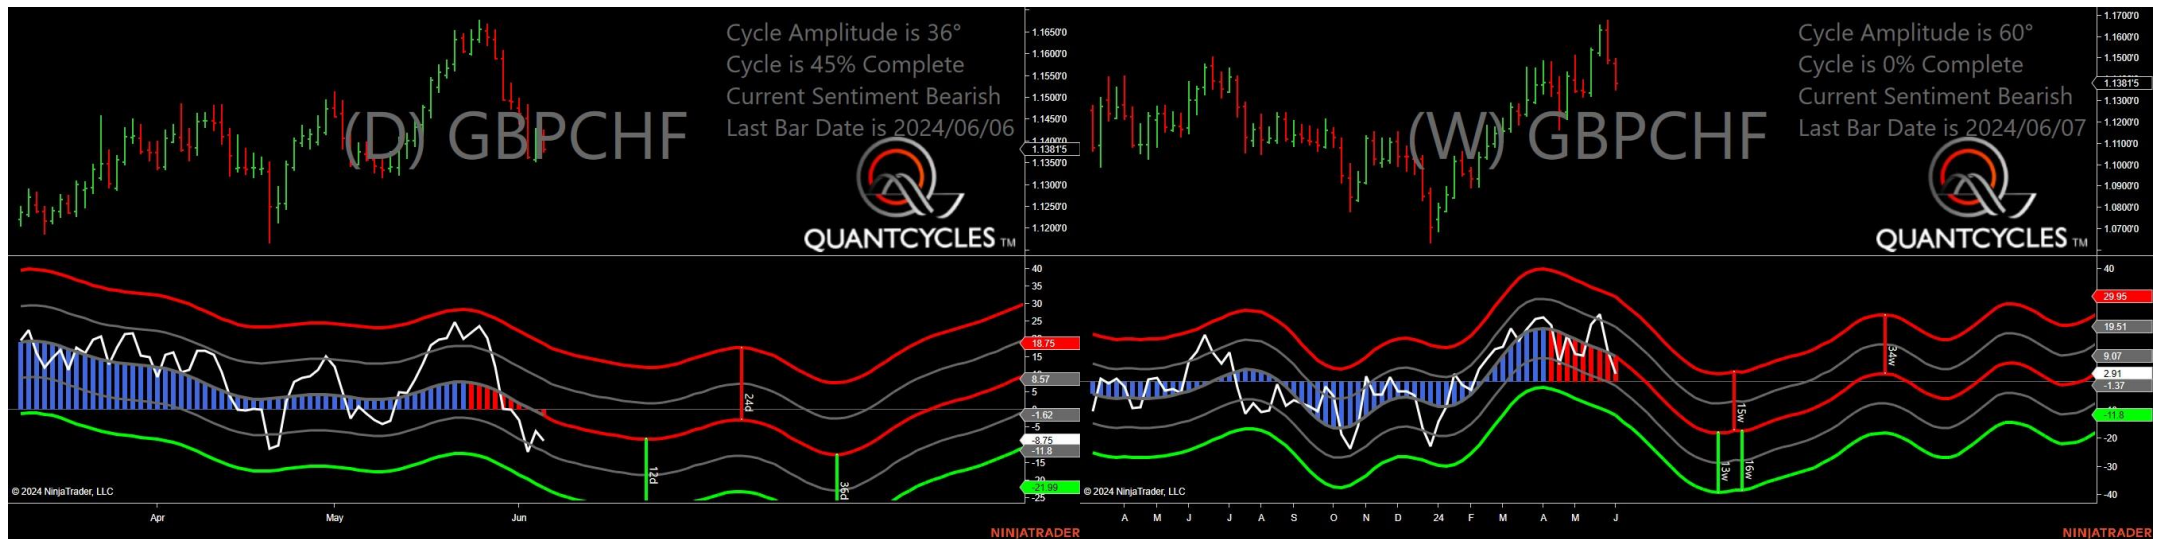 Cycle Amplitude is 36°
Cycle is 45% Complete
Current Sentiment Bearish
Last Bar Date is 2024/06/06
(D) GBPCHF
QUANTCYCLES TM
1.1650'0
1.1600'0
1.1550'0
1.1500'0
1.1450'0
1.1400'0
1.1381'5
1.1350'0
1.1300'0
1.1250'0
1.1200'0
40
35
30
25
18.75
15
8.57
5
-1.62
-5
-8.75
-11.8
-15
-21.99
-25
24d
12d
36d
© 2024 NinjaTrader, LLC
Apr
May
Jun
NINJATRADER
Cycle Amplitude is 60°
Cycle is 0% Complete
Current Sentiment Bearish
Last Bar Date is 2024/06/07
(W) GBPCHF
QUANTCYCLES TM
1.1700'0
1.1600'0
1.1500'0
1.1381'5
1.1300'0
1.1200'0
1.1100'0
1.1000'0
1.0900'0
1.0800'0
1.0700'0
40
29.95
19.51
9.07
2.91
-1.37
-11.8
-20
-30
-40
34w
15w
13w
16w
© 2024 NinjaTrader, LLC
A M J J A S O N D 24 F M A M J
NINJATRADER